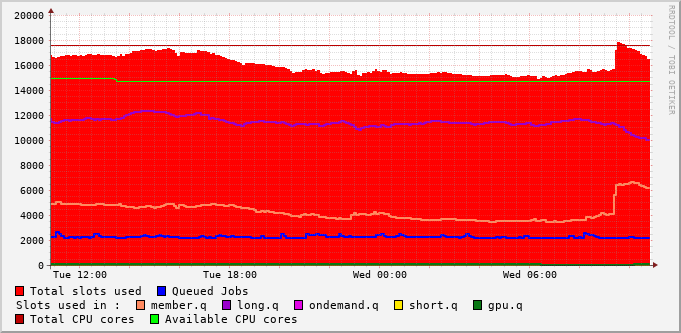 20000
18000
16000
14000
12000
10000
8000
6000
4000
2000
0
Tue 12:00 Tue 18:00 Wed 00:00 Wed 06:00
RRDTOOL / TOBI OETIKER
Total slots used Queued Jobs
Slots used in : member.q long.q ondemand.q short.q gpu.q
Total CPU cores Available CPU cores